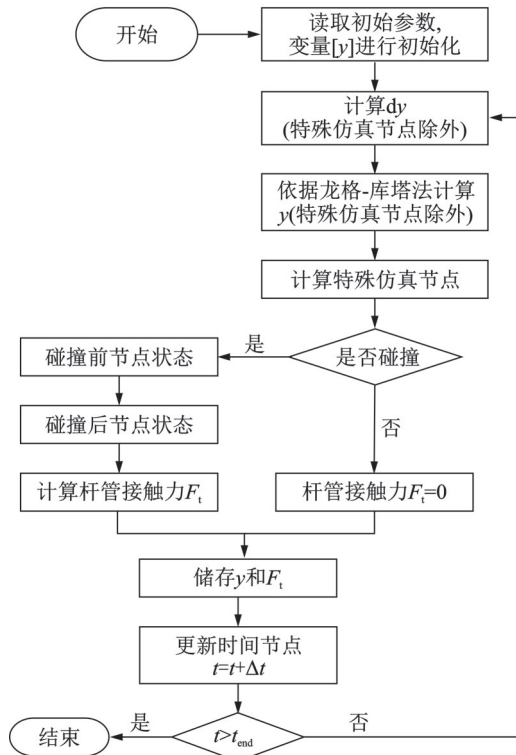 开始
读取初始参数,
变量[y]进行初始化
计算dy
(特殊仿真节点除外)
依据龙格-库塔法计算
y(特殊仿真节点除外)
计算特殊仿真节点
是否碰撞
是
否
碰撞前节点状态
碰撞后节点状态
计算杆管接触力Ft
杆管接触力Ft=0
储存y和Ft
更新时间节点
t=t+Δt
t>tend
是
否
结束